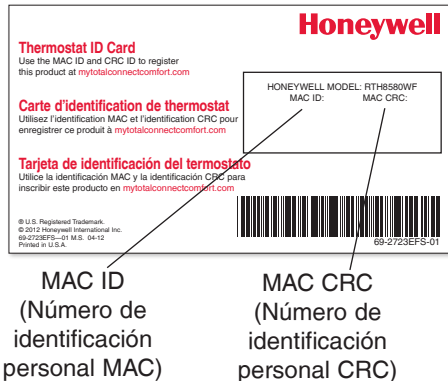 Honeywell
Thermostat ID Card
Use the MAC ID and CRC ID to register
this product at mytotalconnectcomfort.com
HONEYWELL MODEL: RTH8580WF
MAC ID: MAC CRC:
Carte d'identification de thermostat
Utilisez l'identification MAC et l'identification CRC pour
enregistrer ce produit à mytotalconnectcomfort.com
Tarjeta de identificación del termostato
Utilice la identificación MAC y la identificación CRC para
inscribir este producto en mytotalconnectcomfort.com
® U.S. Registered Trademark.
© 2012 Honeywell International Inc.
69-2723EFS—01 M.S. 04-12
Printed in U.S.A.
69-2723EFS-01
MAC ID
(Número de
identificación
personal MAC)
MAC CRC
(Número de
identificación
personal CRC)